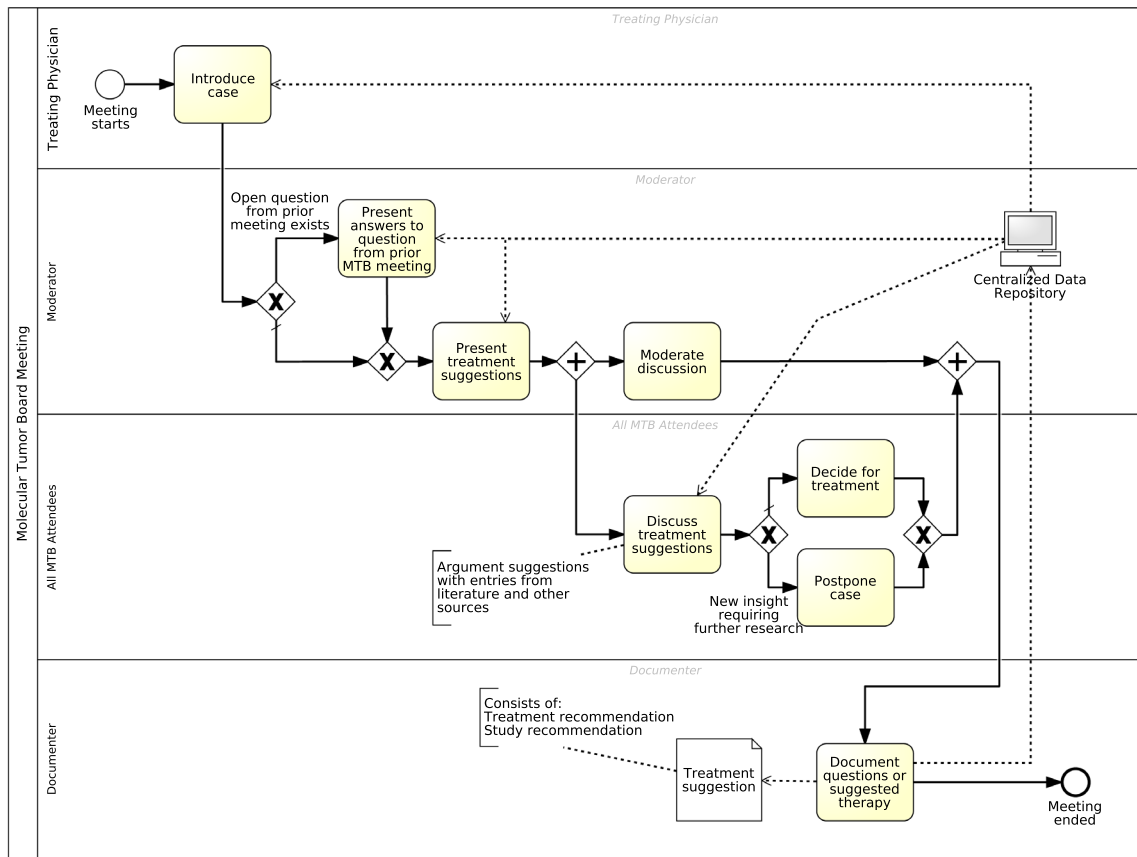 Molecular Tumor Board Meeting
Treating Physician
Treating Physician
Meeting
starts
Introduce
case
Moderator
Moderator
Open question
from prior
meeting exists
Present
answers to
question
from prior
MTB meeting
X
X
Present
treatment
suggestions
Moderate
discussion
Centralized Data
Repository
All MTB Attendees
All MTB Attendees
Discuss
treatment
suggestions
Argument suggestions
with entries from
literature and other
sources
X
Decide for
treatment
Postpone
case
X
New insight
requiring
further research
Documenter
Documenter
Consists of:
Treatment recommendation
Study recommendation
Treatment
suggestion
Document
questions or
suggested
therapy
Meeting
ended